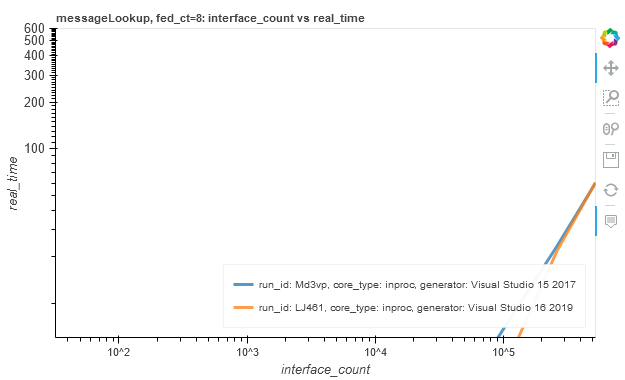 messageLookup, fed_ct=8: interface_count vs real_time
600
500
400
300
200
100
real_time
run_id: Md3vp, core_type: inproc, generator: Visual Studio 15 2017
run_id: LJ461, core_type: inproc, generator: Visual Studio 16 2019
10^2
10^3
10^4
10^5
interface_count